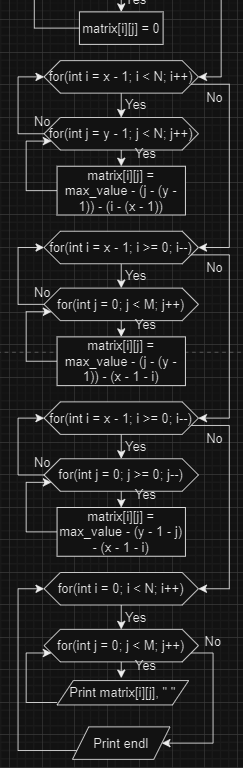 Yes
matrix[i][j] = 0
for(int i = x - 1; i < N; i++)
No
Yes
No
for(int j = y - 1; j < N; j++)
Yes
matrix[i][j] =
max_value - (j - (y -
1)) - (i - (x - 1))
for(int i = x - 1; i >= 0; i--)
No
Yes
No
for(int j = 0; j < M; j++)
Yes
matrix[i][j] =
max_value - (j - (y -
1)) - (x - 1 - i)
for(int i = x - 1; i >= 0; i--)
No
Yes
No
for(int j = 0; j >= 0; j--)
Yes
matrix[i][j] =
max_value - (y - 1 - j)
- (x - 1 - i)
for(int i = 0; i < N; i++)
Yes
for(int j = 0; j < M; j++)
No
Yes
Print matrix[i][j], " "
Print endl